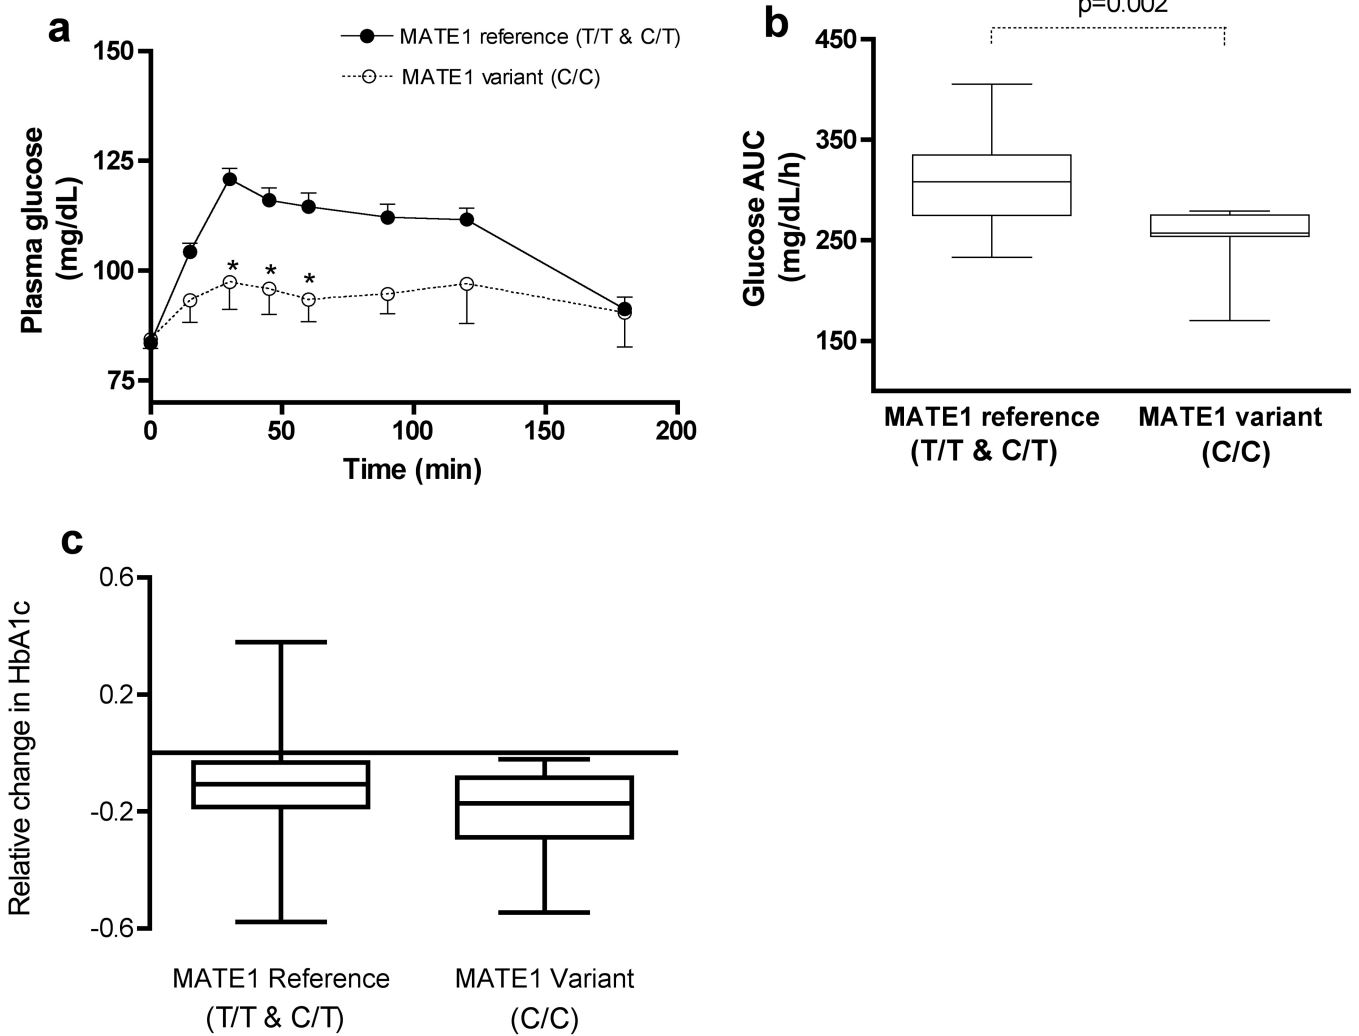 a
MATE1 reference (T/T & C/T)
MATE1 variant (C/C)
Plasma glucose
(mg/dL)
150
125
100
75
*
*
*
0
50
100
150
200
Time (min)
b
p=0.002
Glucose AUC
(mg/dL/h)
450
350
250
150
MATE1 reference
(T/T & C/T)
MATE1 variant
(C/C)
c
Relative change in HbA1c
0.6
0.2
-0.2
-0.6
MATE1 Reference
(T/T & C/T)
MATE1 Variant
(C/C)